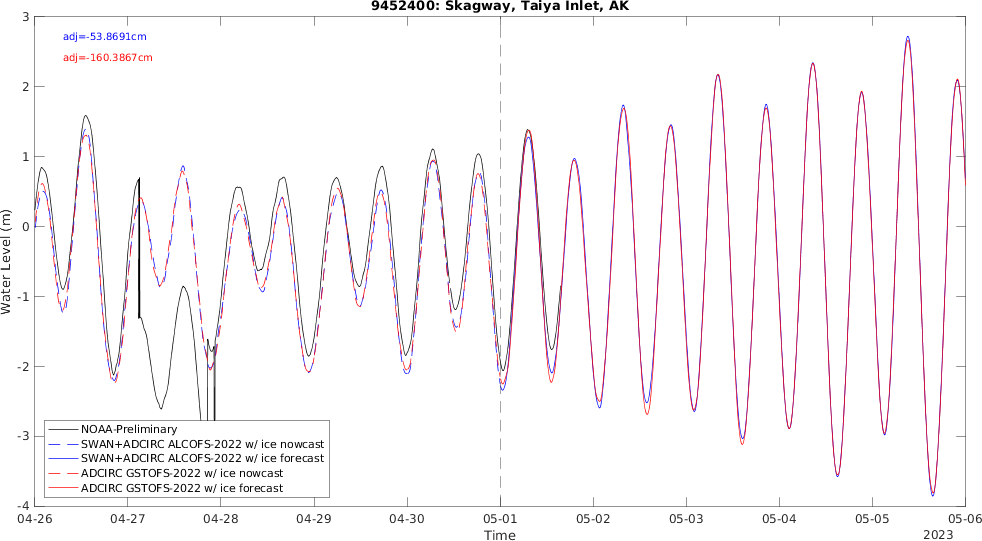 9452400: Skagway, Taiya Inlet, AK
adj=-53.8691cm
adj=-160.3867cm
3
2
1
0
-1
-2
-3
-4
Water Level (m)
NOAA-Preliminary
SWAN+ADCIRC ALCOFS-2022 w/ ice nowcast
SWAN+ADCIRC ALCOFS-2022 w/ ice forecast
ADCIRC GSTOFS-2022 w/ ice nowcast
ADCIRC GSTOFS-2022 w/ ice forecast
04-26 04-27 04-28 04-29 04-30 05-01 05-02 05-03 05-04 05-05 05-06
Time
2023